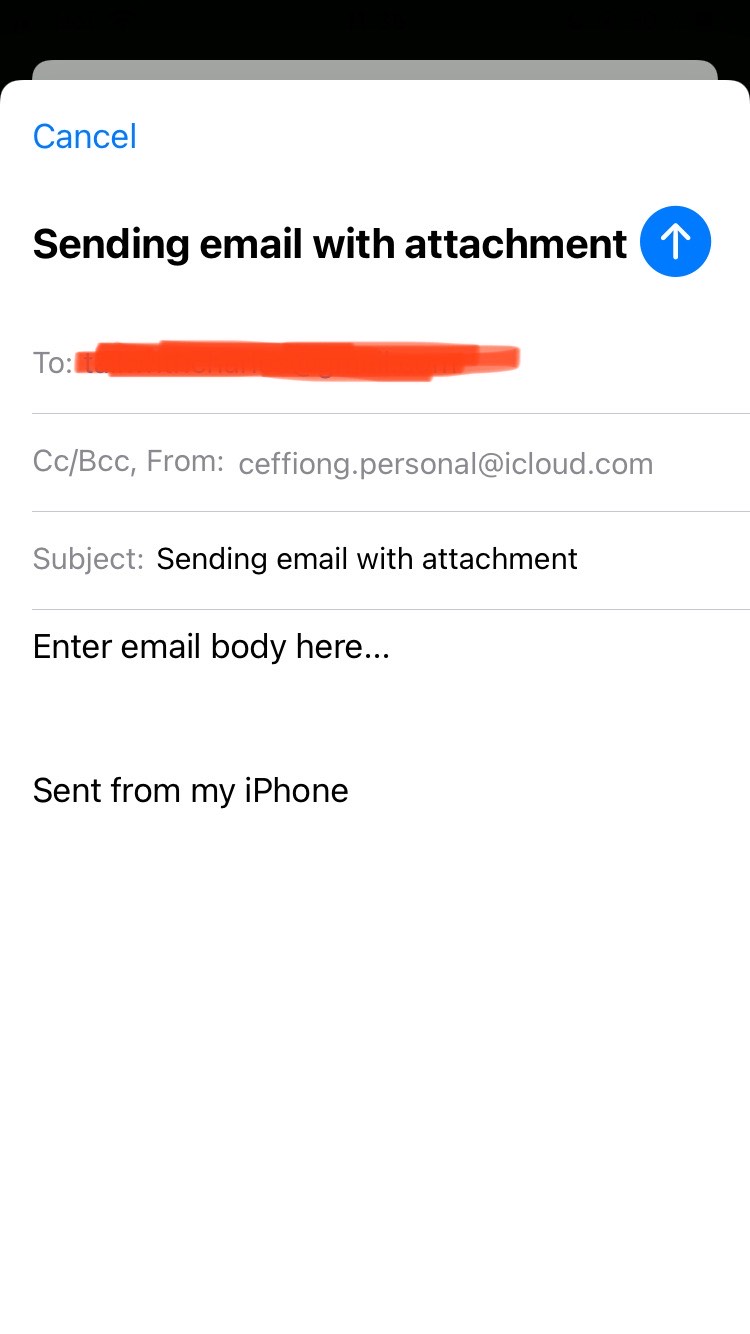 Cancel
Sending email with attachment
To:
Cc/Bcc, From: ceffiong.personal@icloud.com
Subject: Sending email with attachment
Enter email body here...
Sent from my iPhone